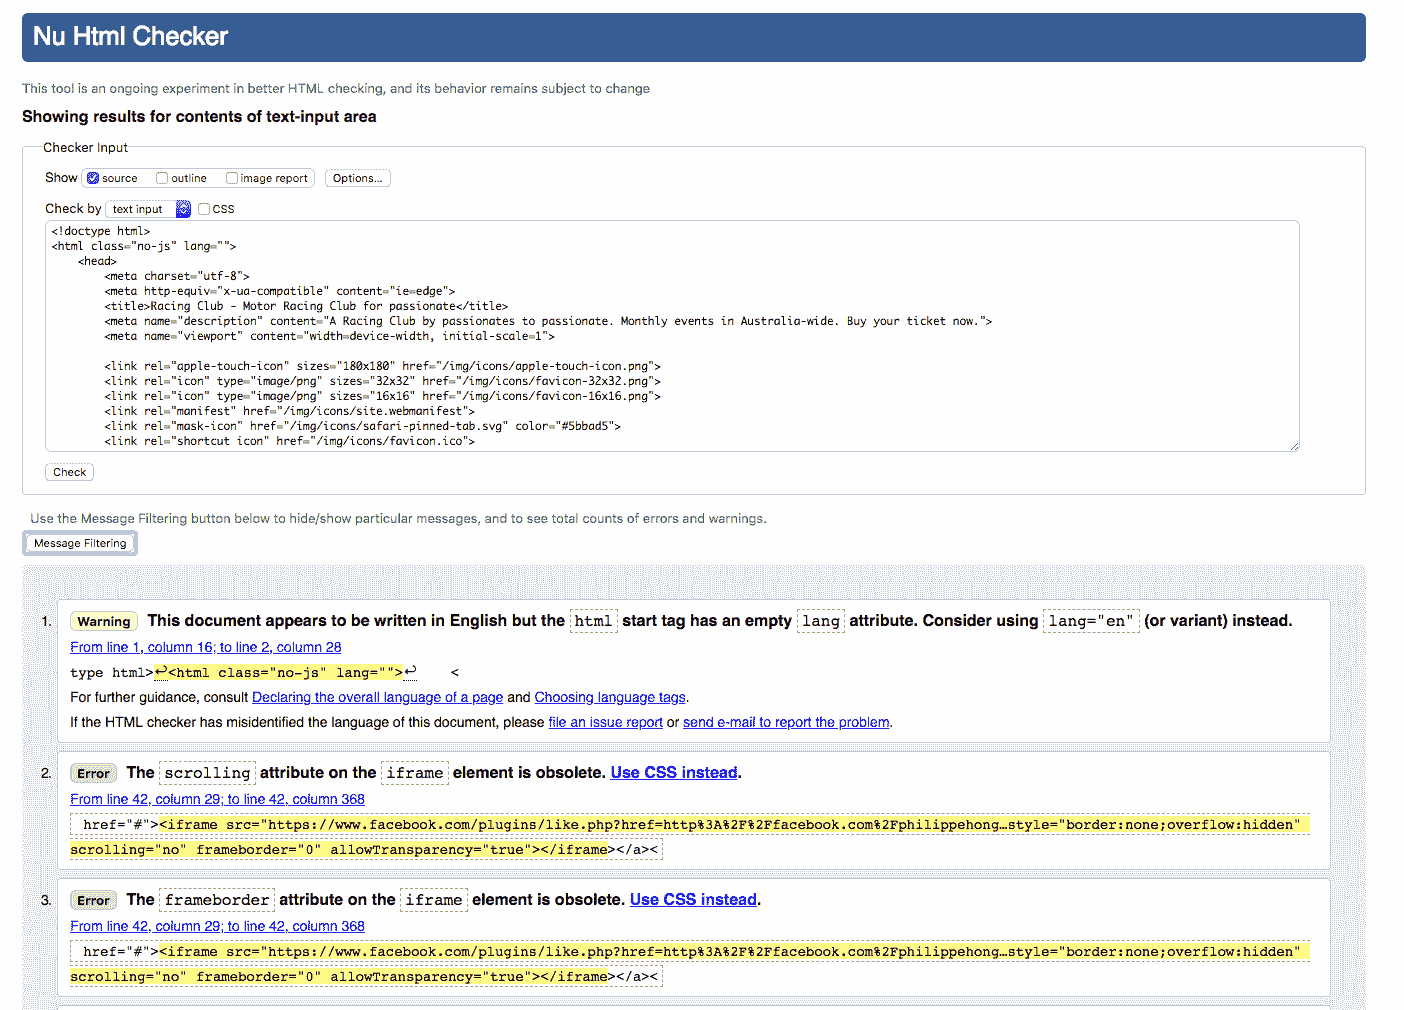 Nu Html Checker
This tool is an ongoing experiment in better HTML checking, and its behavior remains subject to change
Showing results for contents of text-input area
Checker Input
Show source outline image report Options...
Check by text input CSS
<!doctype html>
<html class="no-js" lang="">
    <head>
        <meta charset="utf-8">
        <meta http-equiv="x-ua-compatible" content="ie=edge">
        <title>Racing Club - Motor Racing Club for passionate</title>
        <meta name="description" content="A Racing Club by passionates to passionate. Monthly events in Australia-wide. Buy your ticket now.">
        <meta name="viewport" content="width=device-width, initial-scale=1">
        <link rel="apple-touch-icon" sizes="180x180" href="/img/icons/apple-touch-icon.png">
        <link rel="icon" type="image/png" sizes="32x32" href="/img/icons/favicon-32x32.png">
        <link rel="icon" type="image/png" sizes="16x16" href="/img/icons/favicon-16x16.png">
        <link rel="manifest" href="/img/icons/site.webmanifest">
        <link rel="mask-icon" href="/img/icons/safari-pinned-tab.svg" color="#5bbad5">
        <link rel="shortcut icon" href="/img/icons/favicon.ico">
Check
Use the Message Filtering button below to hide/show particular messages, and to see total counts of errors and warnings.
Message Filtering
1. Warning This document appears to be written in English but the html start tag has an empty lang attribute. Consider using lang="en" (or variant) instead.
From line 1, column 16; to line 2, column 28
type html>↩<html class="no-js" lang="">↩    <
For further guidance, consult Declaring the overall language of a page and Choosing language tags.
If the HTML checker has misidentified the language of this document, please file an issue report or send e-mail to report the problem.
2. Error The scrolling attribute on the iframe element is obsolete. Use CSS instead.
From line 42, column 29; to line 42, column 368
href="#"><iframe src="https://www.facebook.com/plugins/like.php?href=http%3A%2F%2Ffacebook.com%2Fphilippehong…style="border:none;overflow:hidden"
scrolling="no" frameborder="0" allowTransparency="true"></iframe></a><
3. Error The frameborder attribute on the iframe element is obsolete. Use CSS instead.
From line 42, column 29; to line 42, column 368
href="#"><iframe src="https://www.facebook.com/plugins/like.php?href=http%3A%2F%2Ffacebook.com%2Fphilippehong…style="border:none;overflow:hidden"
scrolling="no" frameborder="0" allowTransparency="true"></iframe></a><